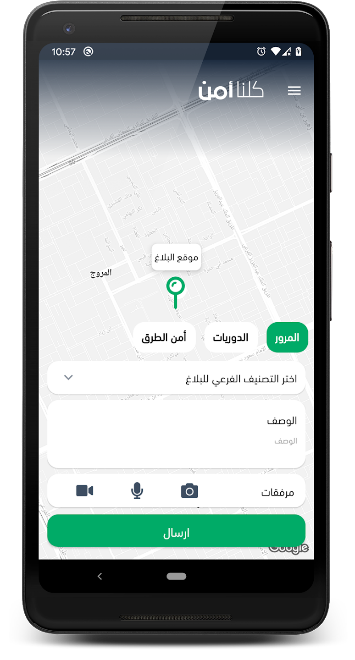 10:57
كلنا أمن
موقع البلاغ
المروج
المرور
الدوريات
أمن الطرق
اختر التصنيف الفرعي للبلاغ
الوصف
الوصف
مرفقات
ارسال
Google